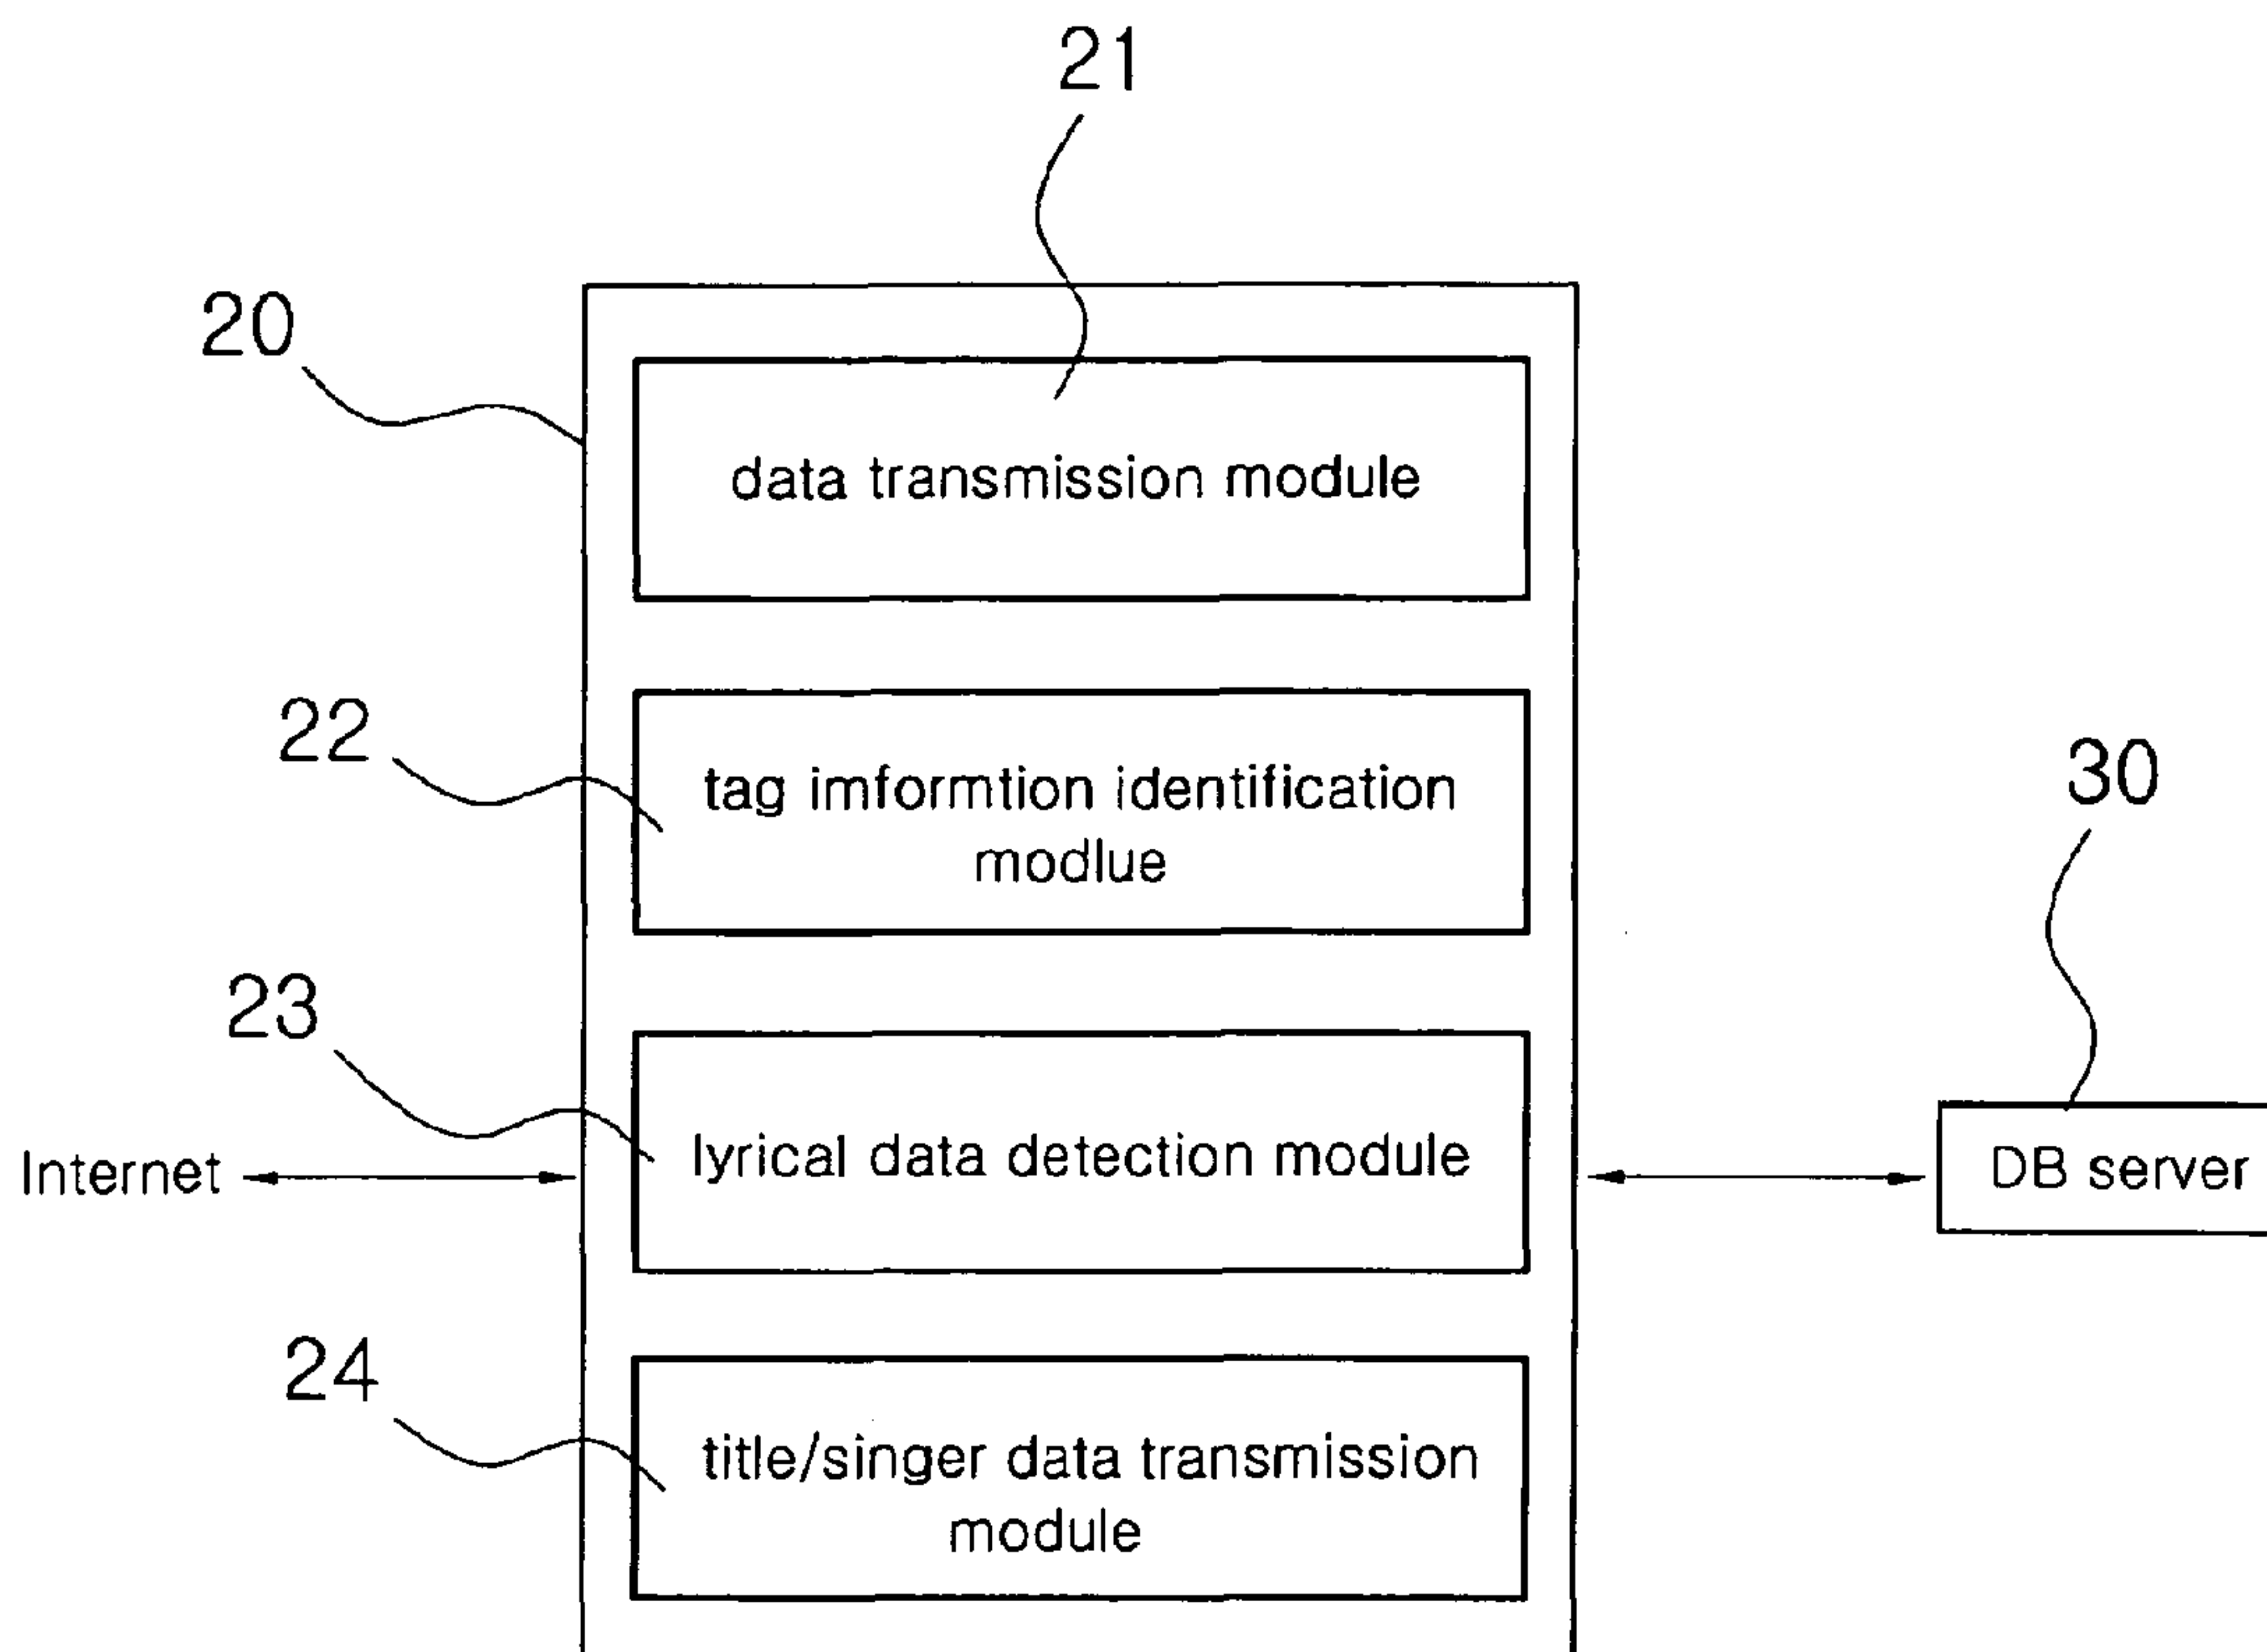 21
20
data transmission module
22
tag imformtion identification
modlue
30
23
lyrical data detection module
Internet
DB server
24
title/singer data transmission
module